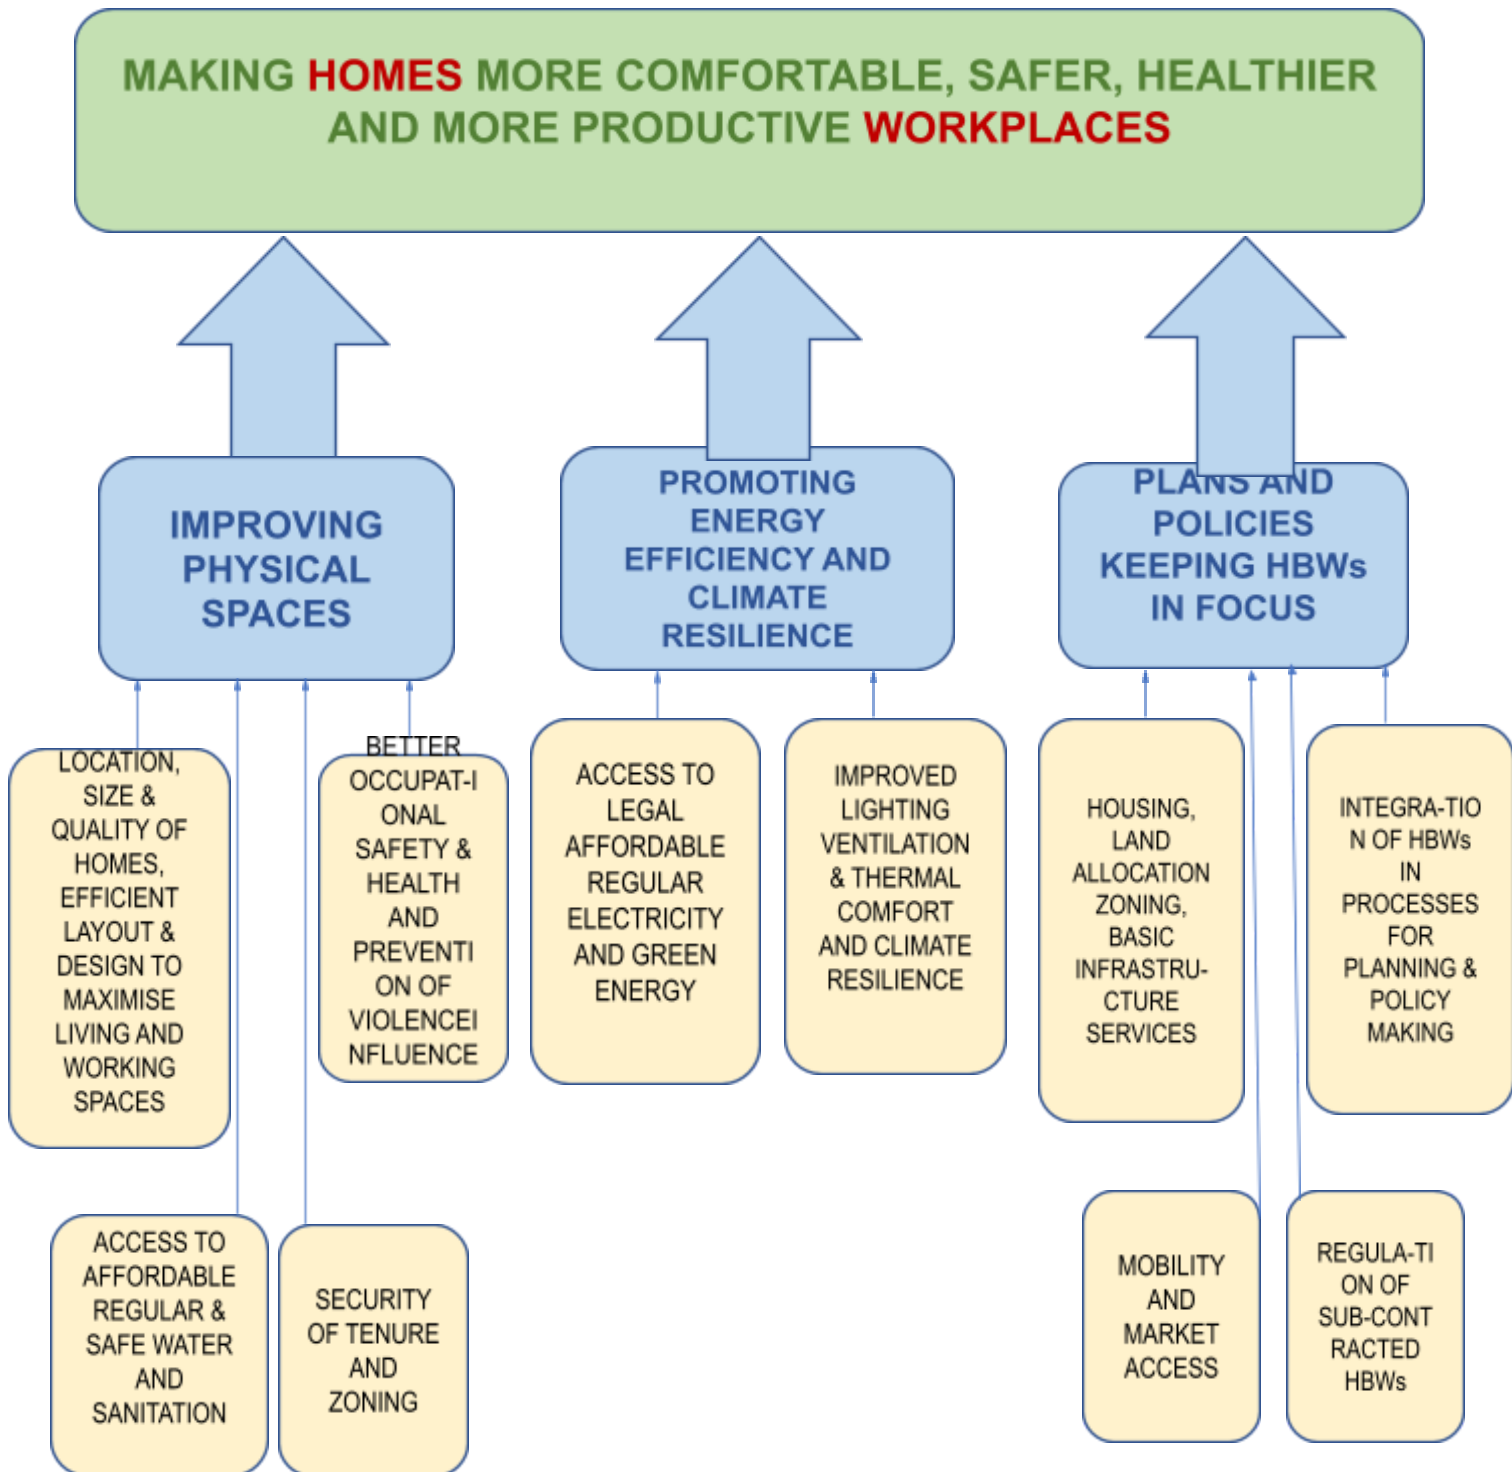 MAKING HOMES MORE COMFORTABLE, SAFER, HEALTHIER
AND MORE PRODUCTIVE WORKPLACES
IMPROVING
PHYSICAL
SPACES
PROMOTING
ENERGY
EFFICIENCY AND
CLIMATE
RESILIENCE
PLANS AND
POLICIES
KEEPING HBWs
IN FOCUS
LOCATION,
SIZE &
QUALITY OF
HOMES,
EFFICIENT
LAYOUT &
DESIGN TO
MAXIMISE
LIVING AND
WORKING
SPACES
BETTER
OCCUPAT-I
ONAL
SAFETY &
HEALTH
AND
PREVENTI
ON OF
VIOLENCEI
NFLUENCE
ACCESS TO
LEGAL
AFFORDABLE
REGULAR
ELECTRICITY
AND GREEN
ENERGY
IMPROVED
LIGHTING
VENTILATION
& THERMAL
COMFORT
AND CLIMATE
RESILIENCE
HOUSING,
LAND
ALLOCATION
ZONING,
BASIC
INFRASTRU-
CTURE
SERVICES
INTEGRA-TIO
N OF HBWs
IN
PROCESSES
FOR
PLANNING &
POLICY
MAKING
ACCESS TO
AFFORDABLE
REGULAR &
SAFE WATER
AND
SANITATION
SECURITY
OF TENURE
AND
ZONING
MOBILITY
AND
MARKET
ACCESS
REGULA-TI
ON OF
SUB-CONT
RACTED
HBWs